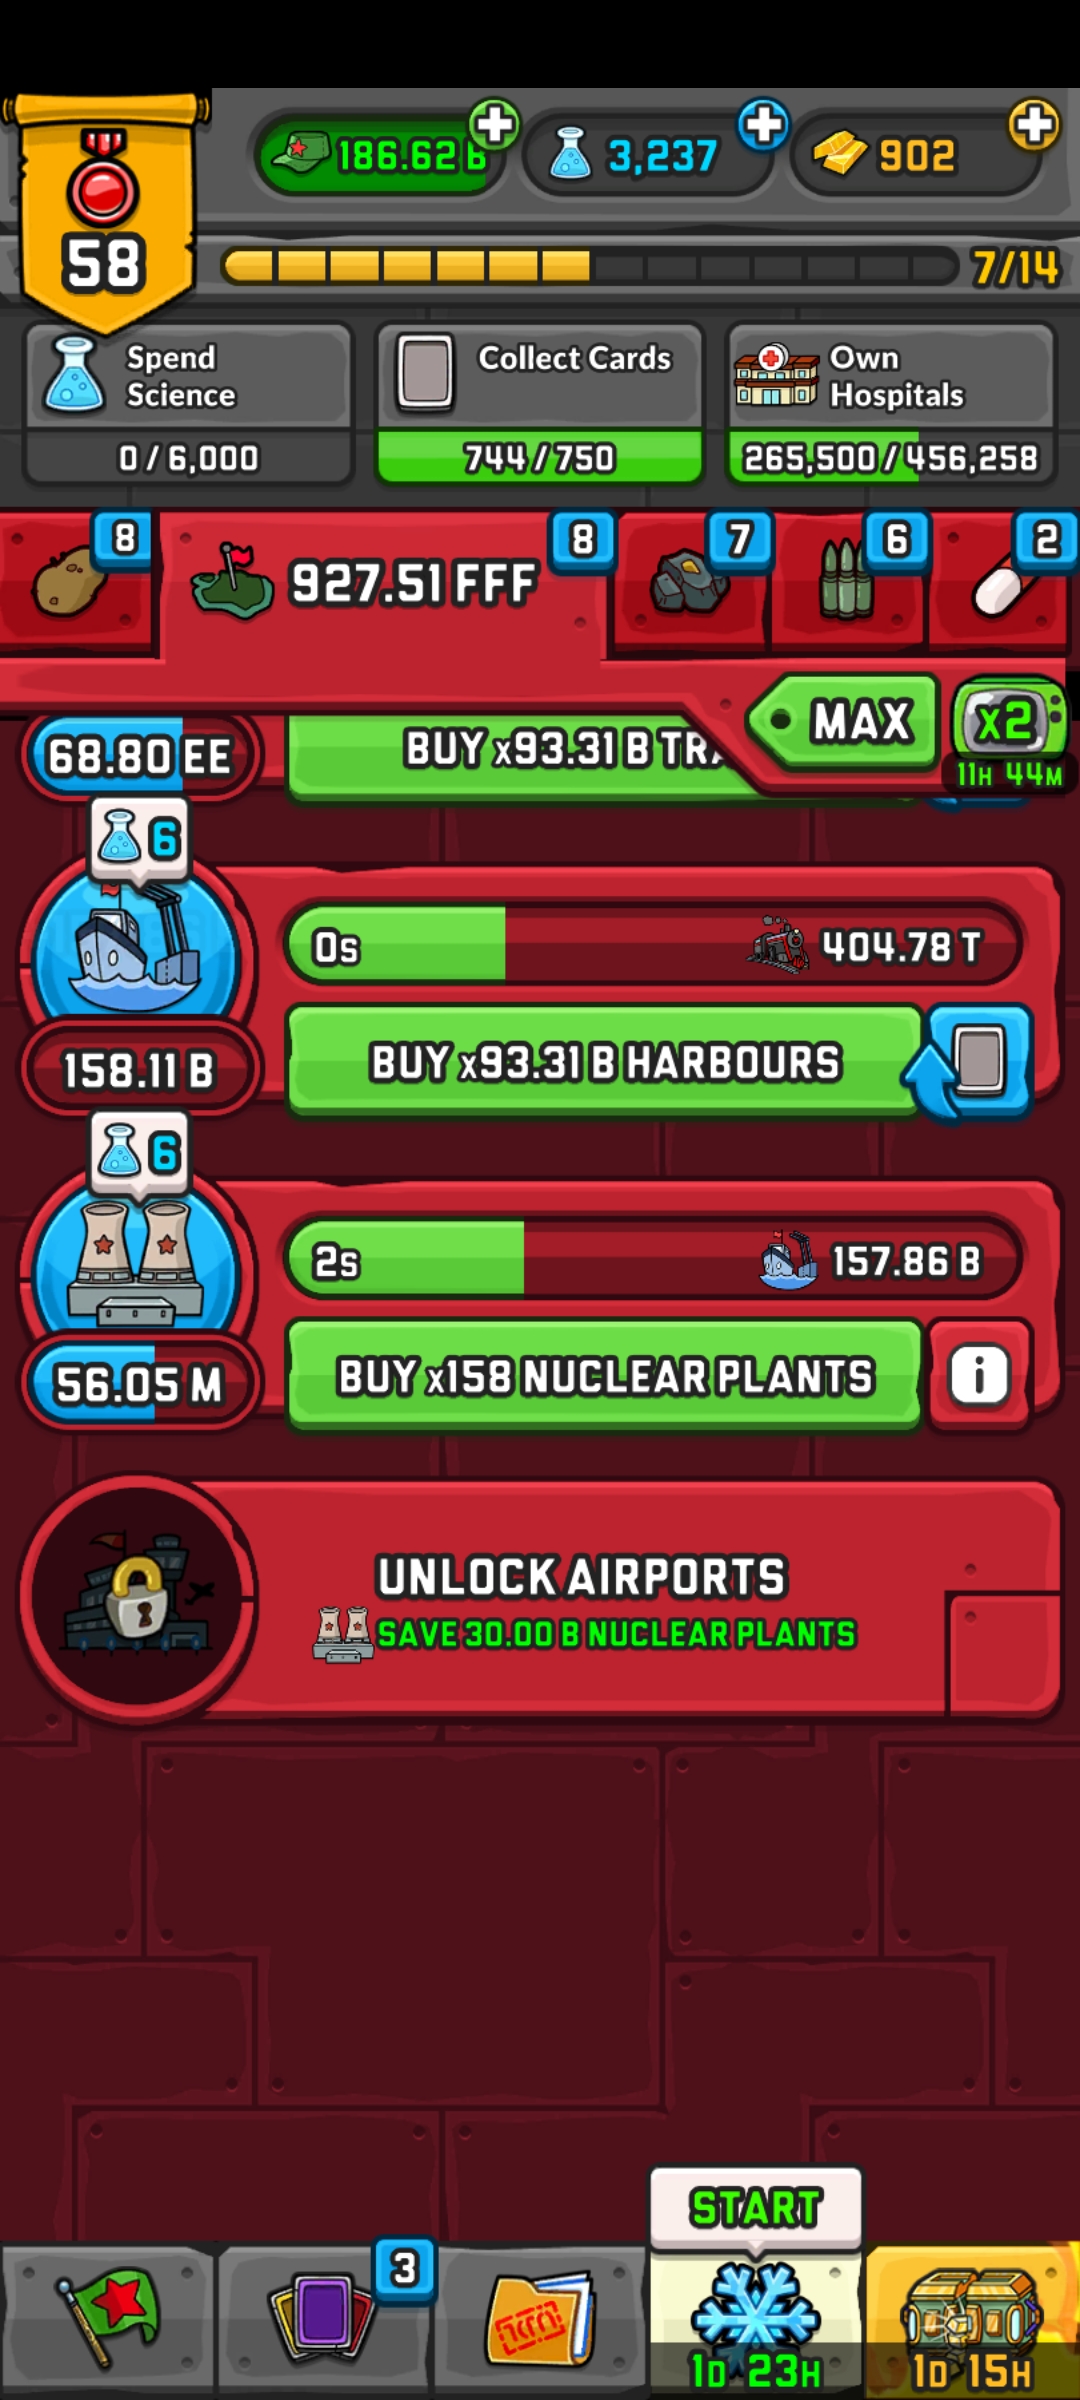 58
186.62 B
3,237
902
7/14
Spend
Science
0 / 6,000
Collect Cards
744 / 750
Own
Hospitals
265,500 / 456,258
8
927.51 FFF
8
7
6
2
MAX
x2
11H 44M
68.80 EE
BUY x93.31 B TRA
6
0s
404.78 T
158.11 B
BUY x93.31 B HARBOURS
6
2s
157.86 B
56.05 M
BUY x158 NUCLEAR PLANTS
i
UNLOCK AIRPORTS
SAVE 30.00 B NUCLEAR PLANTS
START
3
1D 23H
1D 15H